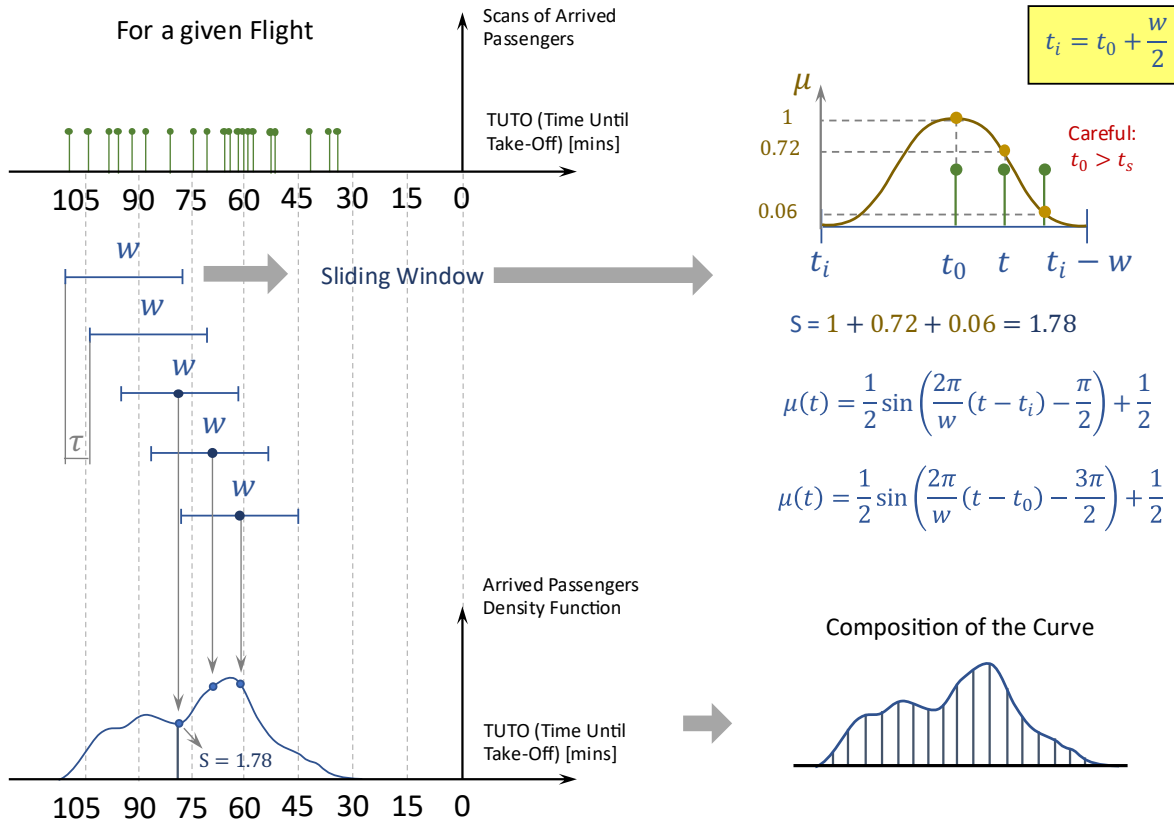 For a given Flight
Scans of Arrived
Passengers
TUTO (Time Until
Take-Off) [mins]
105 90 75 60 45 30 15 0
w
w
w
w
w
τ
Sliding Window
t_i = t_0 + w/2
μ
1
0.72
0.06
Careful:
t_0 > t_s
t_i t_0 t t_i − w
S = 1 + 0.72 + 0.06 = 1.78
μ(t) = 1/2 sin(2π/w (t − t_i) − π/2) + 1/2
μ(t) = 1/2 sin(2π/w (t − t_0) − 3π/2) + 1/2
Arrived Passengers
Density Function
TUTO (Time Until
Take-Off) [mins]
S = 1.78
105 90 75 60 45 30 15 0
Composition of the Curve